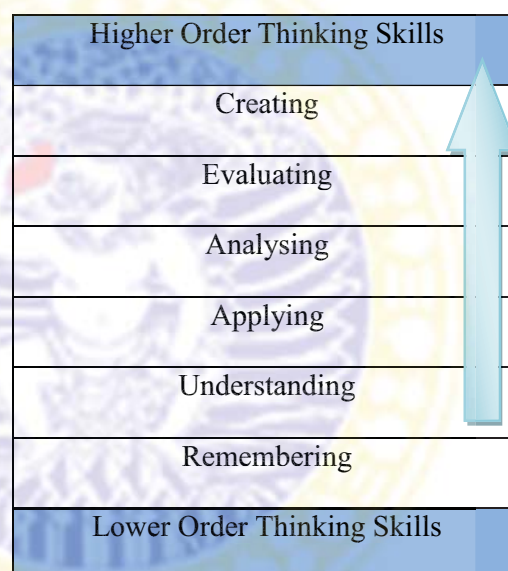 Higher Order Thinking Skills
Creating
Evaluating
Analysing
Applying
Understanding
Remembering
Lower Order Thinking Skills